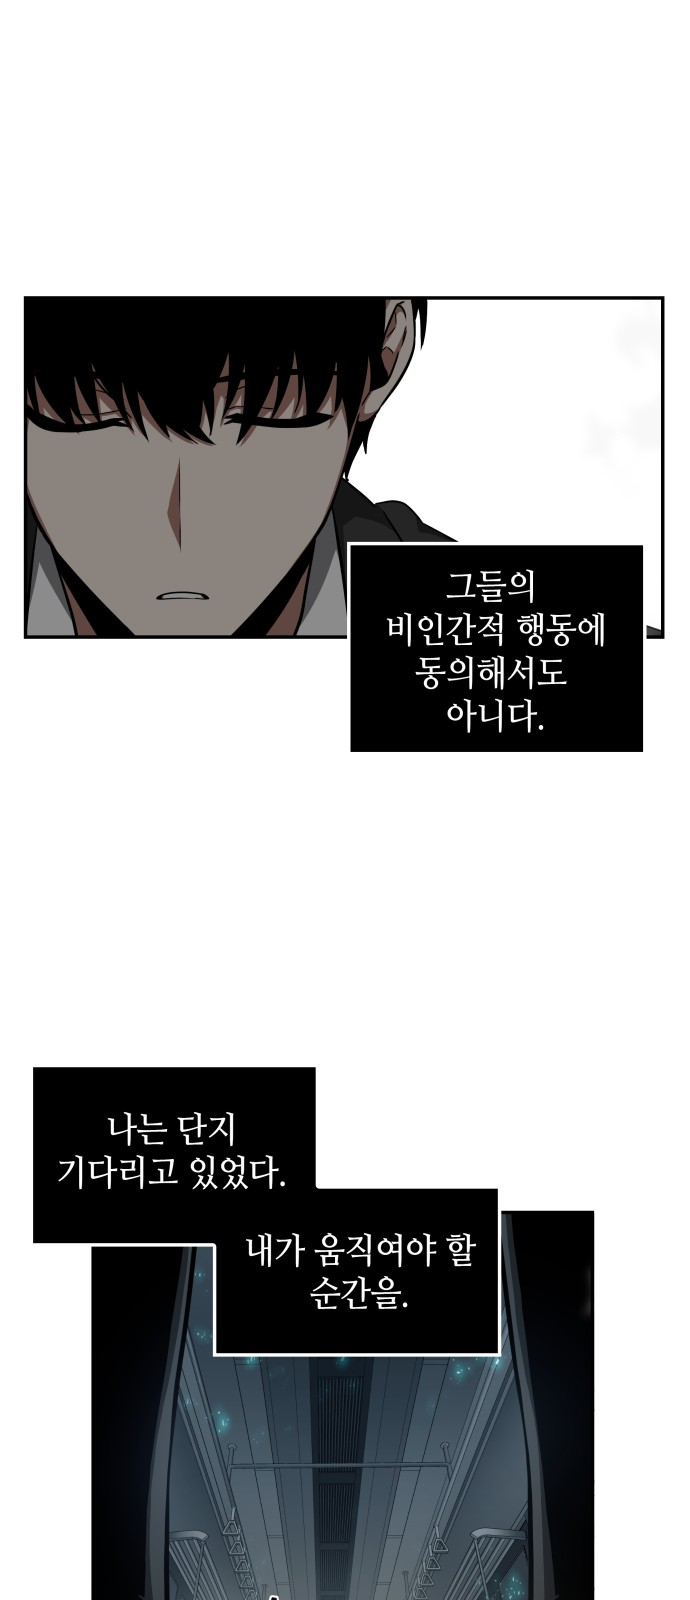 그들의
비인간적 행동에
동의해서도
아니다.
나는 단지
기다리고 있었다.
내가 움직여야 할
순간을.